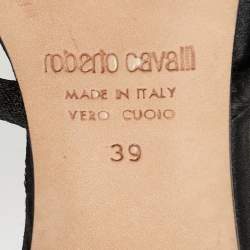 roberto cavalli
MADE IN ITALY
VERO CUOIO
39